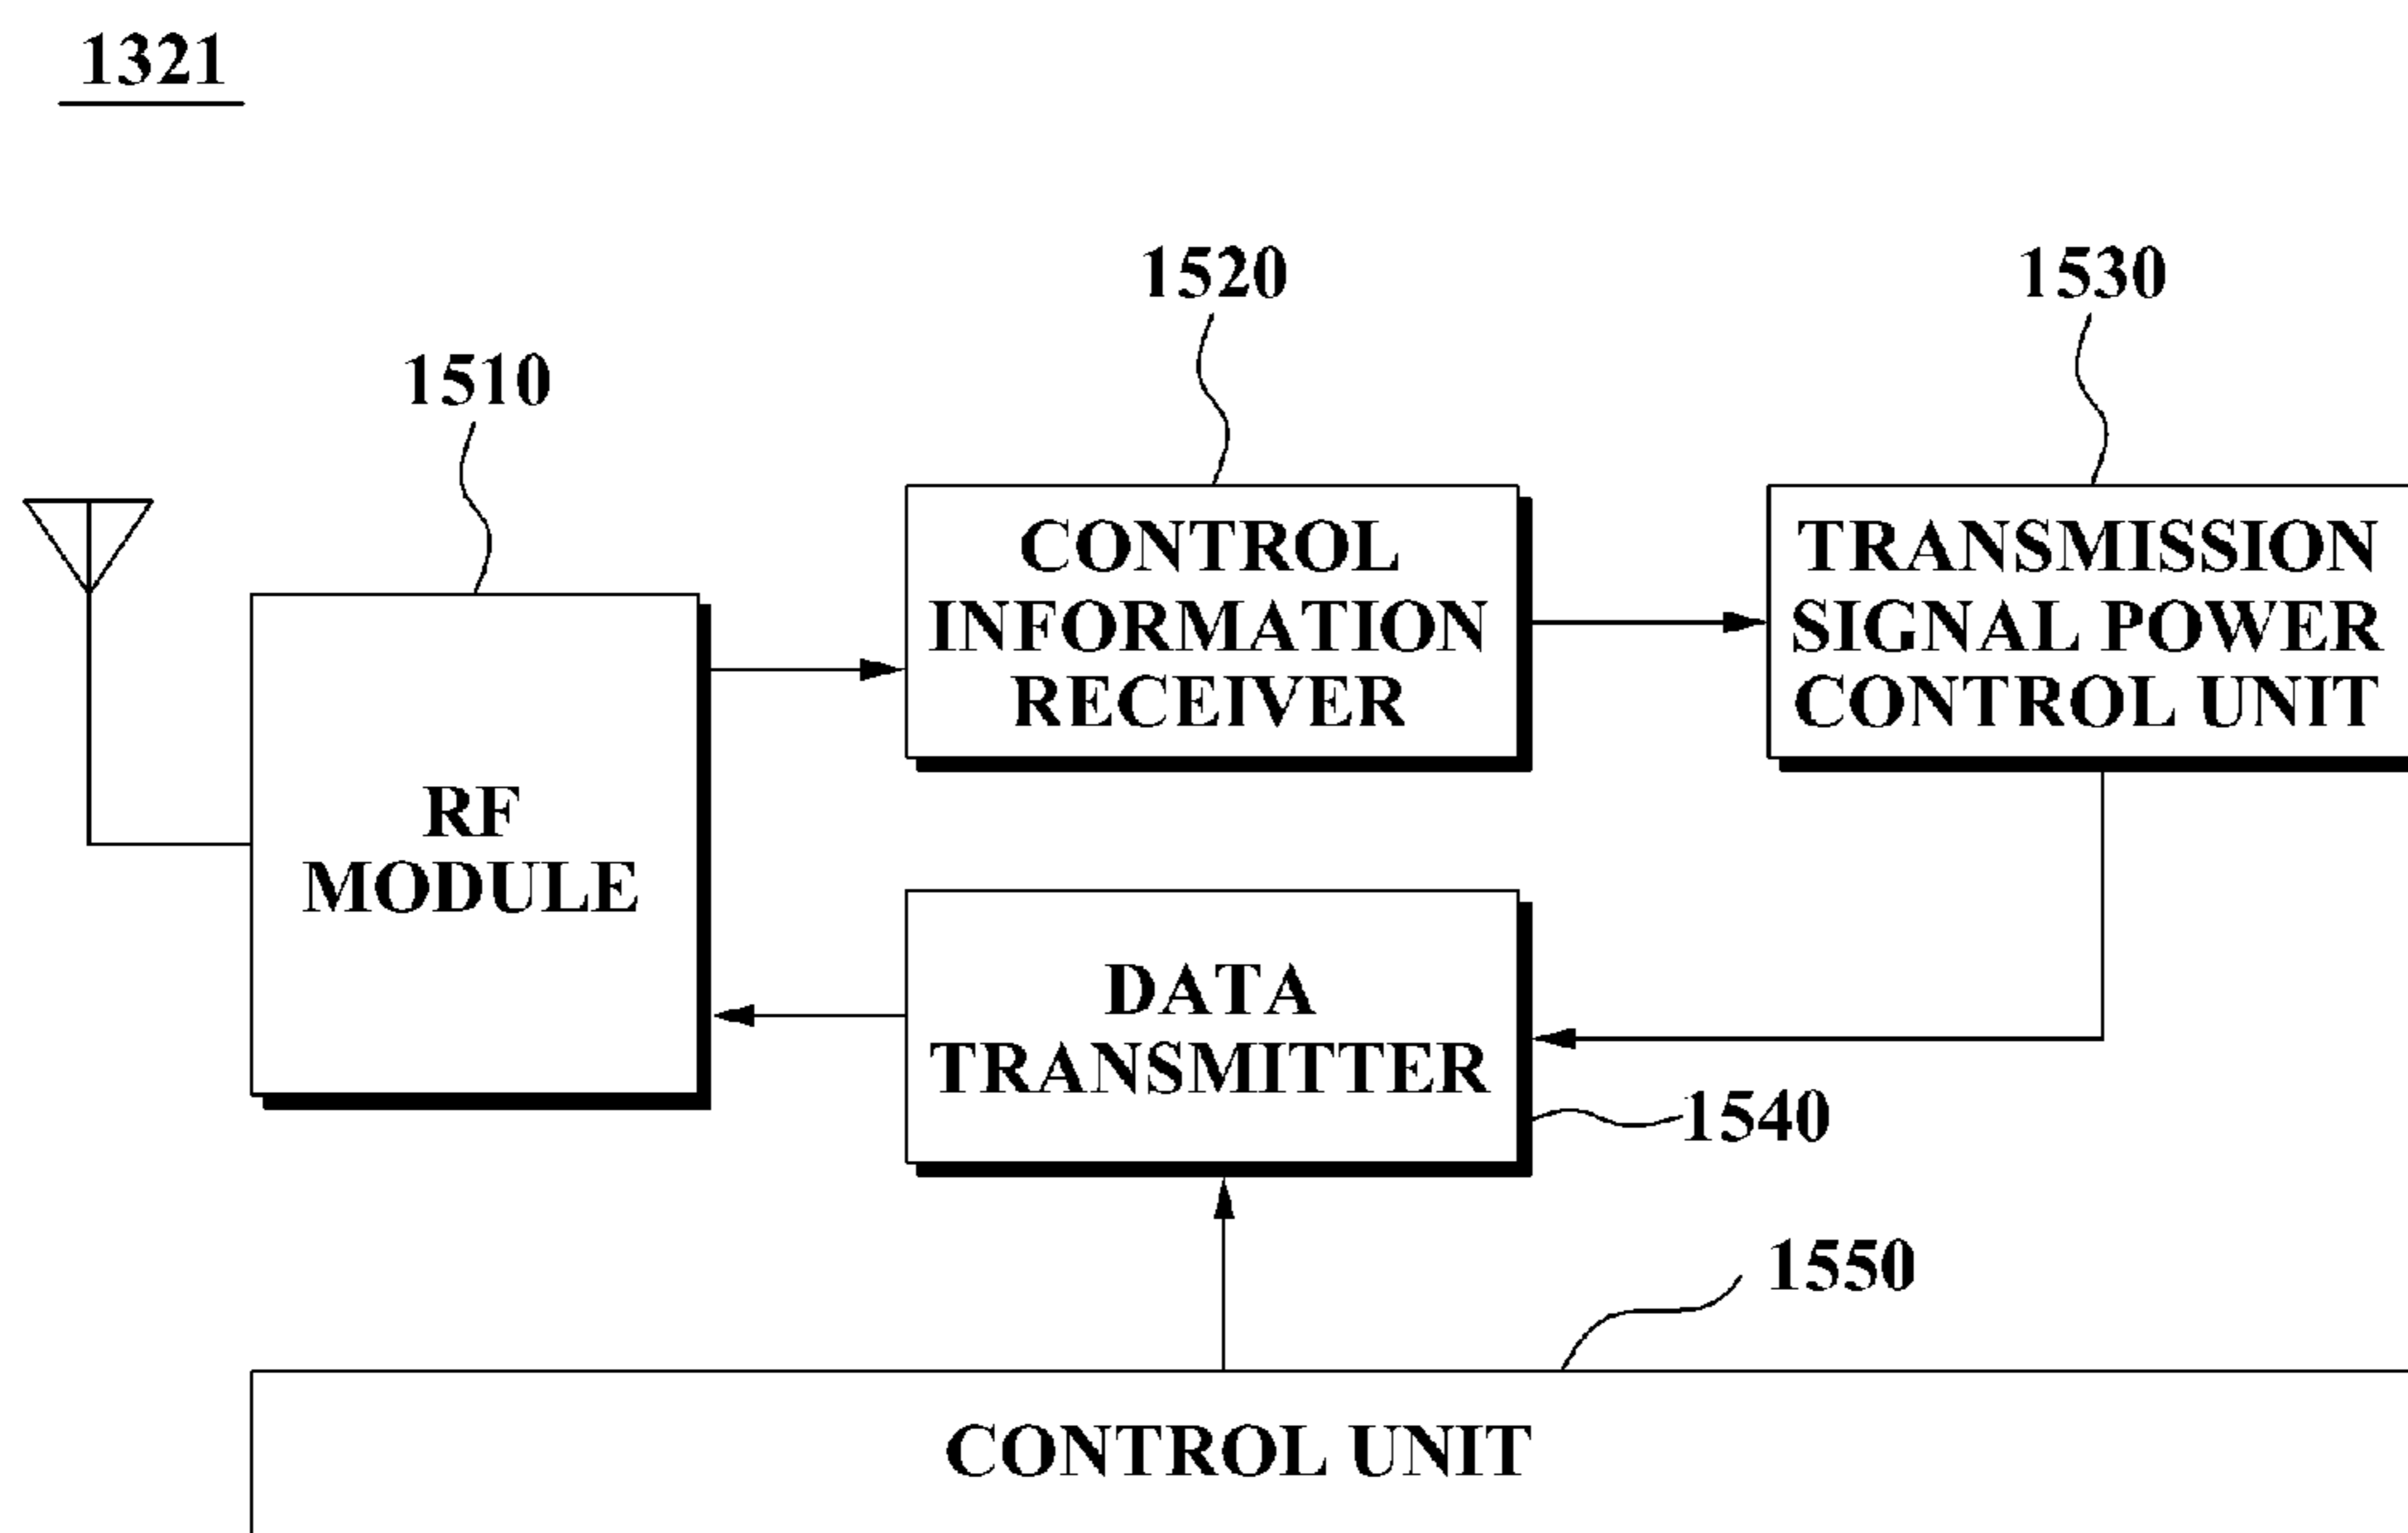 1321
1520
1530
1510
CONTROL
INFORMATION
RECEIVER
TRANSMISSION
SIGNAL POWER
CONTROL UNIT
RF
MODULE
DATA
TRANSMITTER
1540
1550
CONTROL UNIT